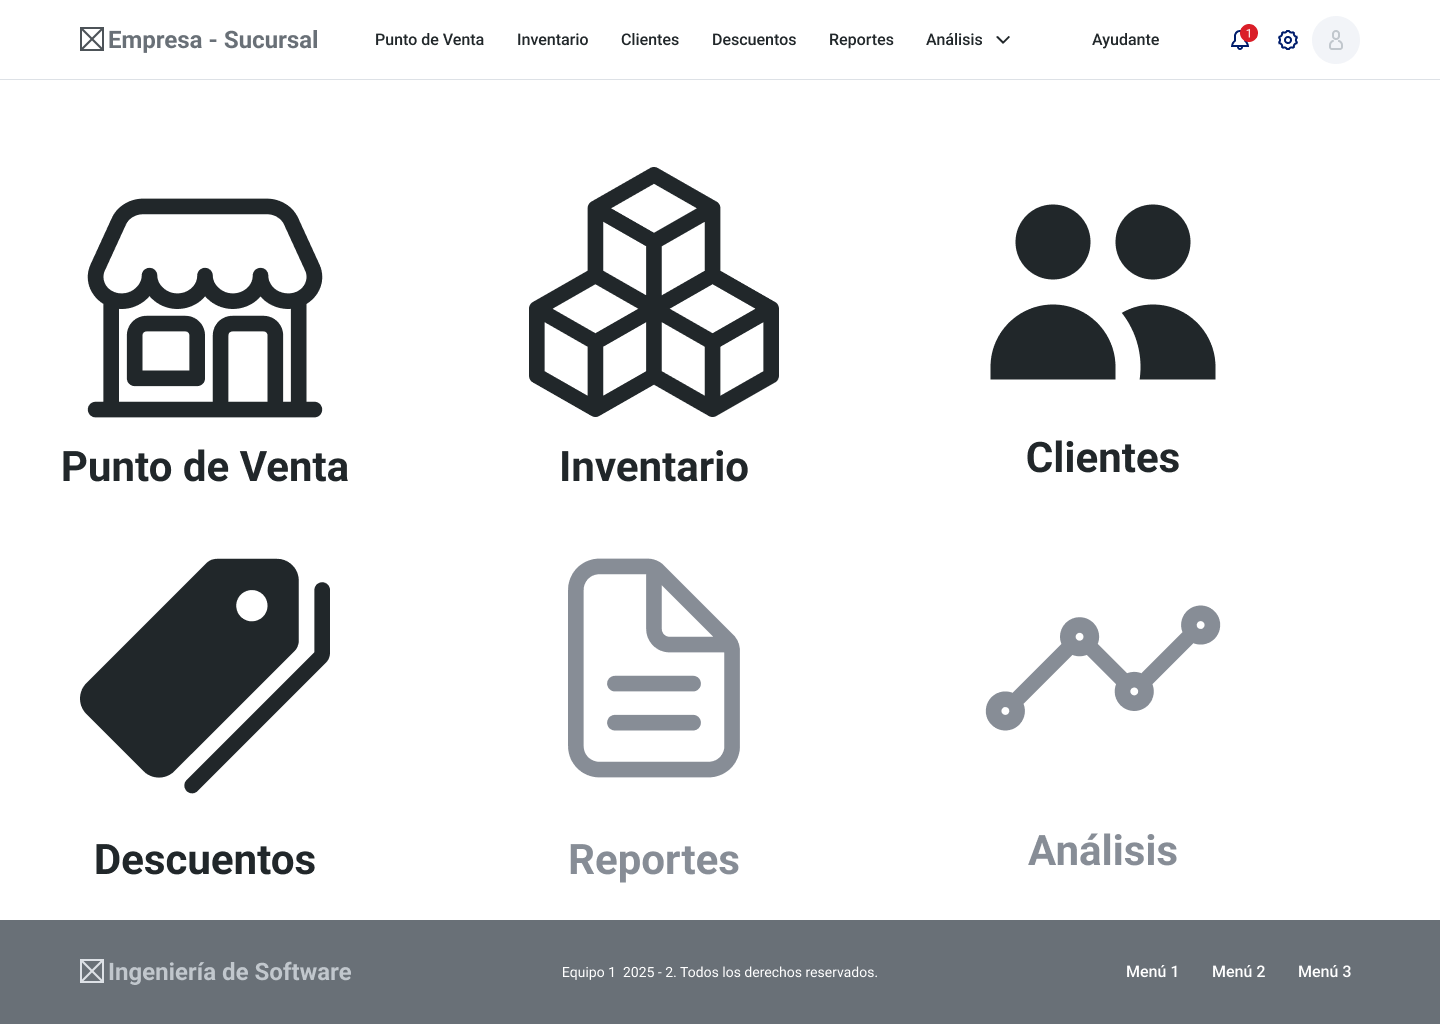 Empresa - Sucursal
Punto de Venta
Inventario
Clientes
Descuentos
Reportes
Análisis
Ayudante
1
Punto de Venta
Inventario
Clientes
Descuentos
Reportes
Análisis
Ingeniería de Software
Equipo 1  2025 - 2. Todos los derechos reservados.
Menú 1
Menú 2
Menú 3